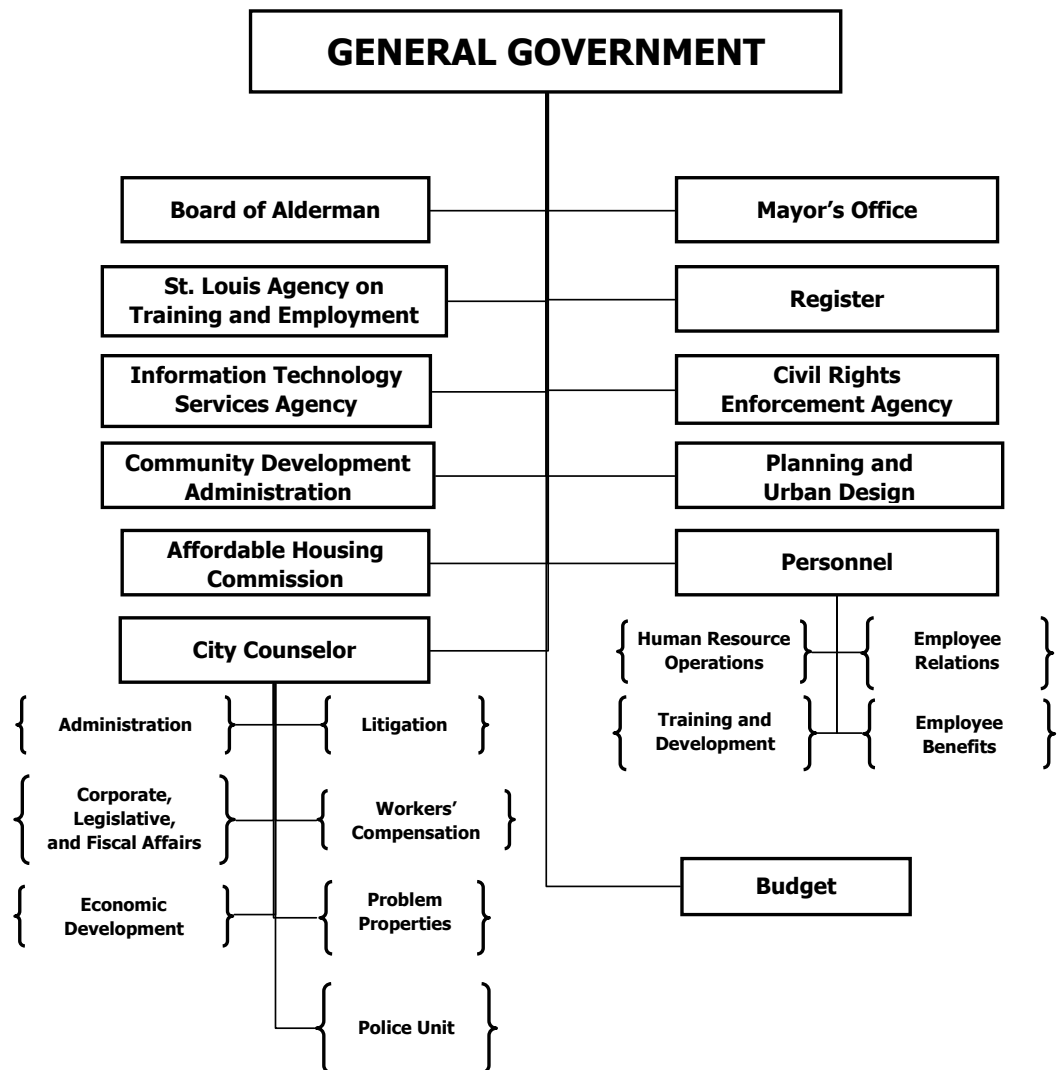 GENERAL GOVERNMENT
Board of Alderman
Mayor’s Office
St. Louis Agency on
Training and Employment
Register
Information Technology
Services Agency
Civil Rights
Enforcement Agency
Community Development
Administration
Planning and
Urban Design
Affordable Housing
Commission
Personnel
City Counselor
Human Resource
Operations
Employee
Relations
Training and
Development
Employee
Benefits
Administration
Litigation
Corporate,
Legislative,
and Fiscal Affairs
Workers’
Compensation
Economic
Development
Problem
Properties
Police Unit
Budget